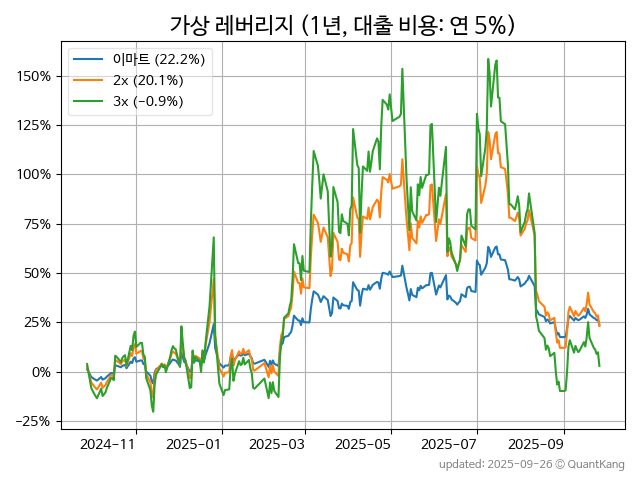 가상 레버리지 (1년, 대출 비용: 연 5%)
이마트 (22.2%)
2x (20.1%)
3x (−0.9%)
150%
125%
100%
75%
50%
25%
0%
−25%
2024-11
2025-01
2025-03
2025-05
2025-07
2025-09
updated: 2025-09-26 © QuantKang